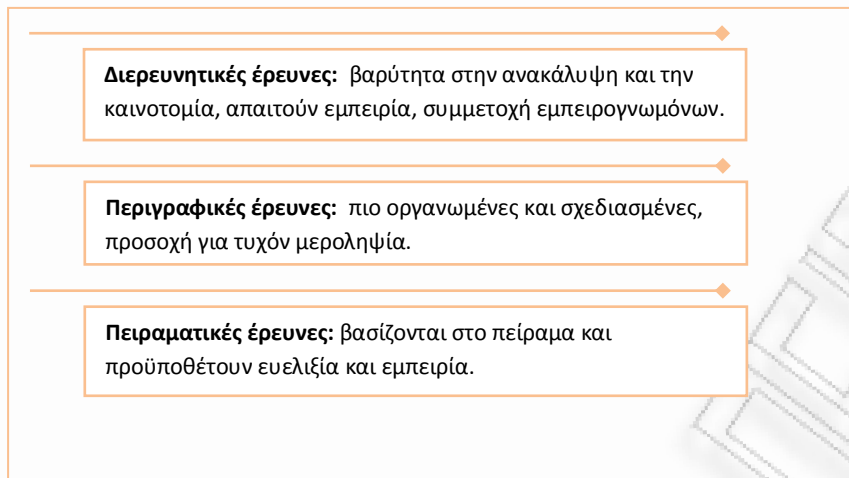 Διερευνητικές έρευνες: βαρύτητα στην ανακάλυψη και την
καινοτομία, απαιτούν εμπειρία, συμμετοχή εμπειρογνωμόνων.
Περιγραφικές έρευνες: πιο οργανωμένες και σχεδιασμένες,
προσοχή για τυχόν μεροληψία.
Πειραματικές έρευνες: βασίζονται στο πείραμα και
προϋποθέτουν ευελιξία και εμπειρία.